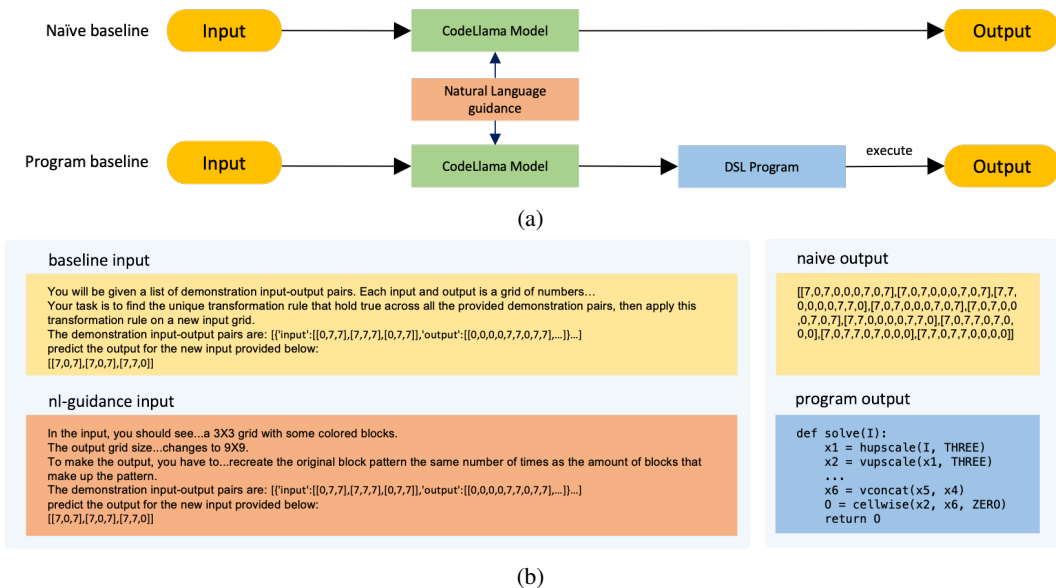 Naïve baseline
Input
CodeLlama Model
Output
Natural Language
guidance
Program baseline
Input
CodeLlama Model
DSL Program
execute
Output
(a)
baseline input
You will be given a list of demonstration input-output pairs. Each input and output is a grid of numbers…
Your task is to find the unique transformation rule that hold true across all the provided demonstration pairs, then apply this
transformation rule on a new input grid.
The demonstration input-output pairs are: [{'input':[[0,7,7],[7,7,7],[0,7,7]],'output':[[0,0,0,0,7,7,0,7,7],...]}...]
predict the output for the new input provided below:
[[7,0,7],[7,0,7],[7,7,0]]
nl-guidance input
In the input, you should see...a 3X3 grid with some colored blocks.
The output grid size...changes to 9X9.
To make the output, you have to...recreate the original block pattern the same number of times as the amount of blocks that
make up the pattern.
The demonstration input-output pairs are: [{'input':[[0,7,7],[7,7,7],[0,7,7]],'output':[[0,0,0,0,7,7,0,7,7],...]}...]
predict the output for the new input provided below:
[[7,0,7],[7,0,7],[7,7,0]]
naive output
[[7,0,7,0,0,0,7,0,7],[7,0,7,0,0,0,7,0,7],[7,7,
0,0,0,0,7,7,0],[7,0,7,0,0,0,7,0,7],[7,0,7,0,0
,0,7,0,7],[7,7,0,0,0,0,7,7,0],[7,0,7,7,0,7,0,
0,0],[7,0,7,7,0,7,0,0,0],[7,7,0,7,7,0,0,0,0]]
program output
def solve(I):
x1 = hupscale(I, THREE)
x2 = vupscale(x1, THREE)
...
x6 = vconcat(x5, x4)
O = cellwise(x2, x6, ZERO)
return O
(b)